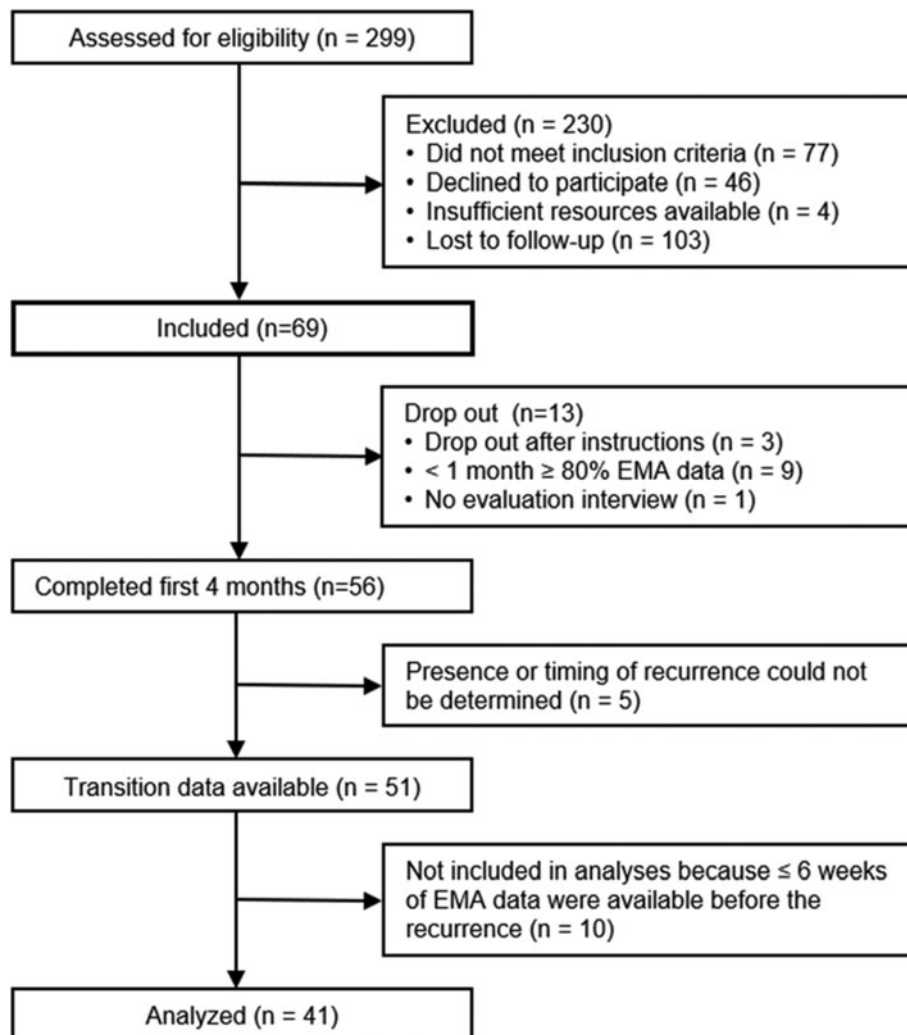 Assessed for eligibility (n = 299)
Excluded (n = 230)
• Did not meet inclusion criteria (n = 77)
• Declined to participate (n = 46)
• Insufficient resources available (n = 4)
• Lost to follow-up (n = 103)
Included (n=69)
Drop out (n=13)
• Drop out after instructions (n = 3)
• < 1 month ≥ 80% EMA data (n = 9)
• No evaluation interview (n = 1)
Completed first 4 months (n=56)
Presence or timing of recurrence could not
be determined (n = 5)
Transition data available (n = 51)
Not included in analyses because ≤ 6 weeks
of EMA data were available before the
recurrence (n = 10)
Analyzed (n = 41)